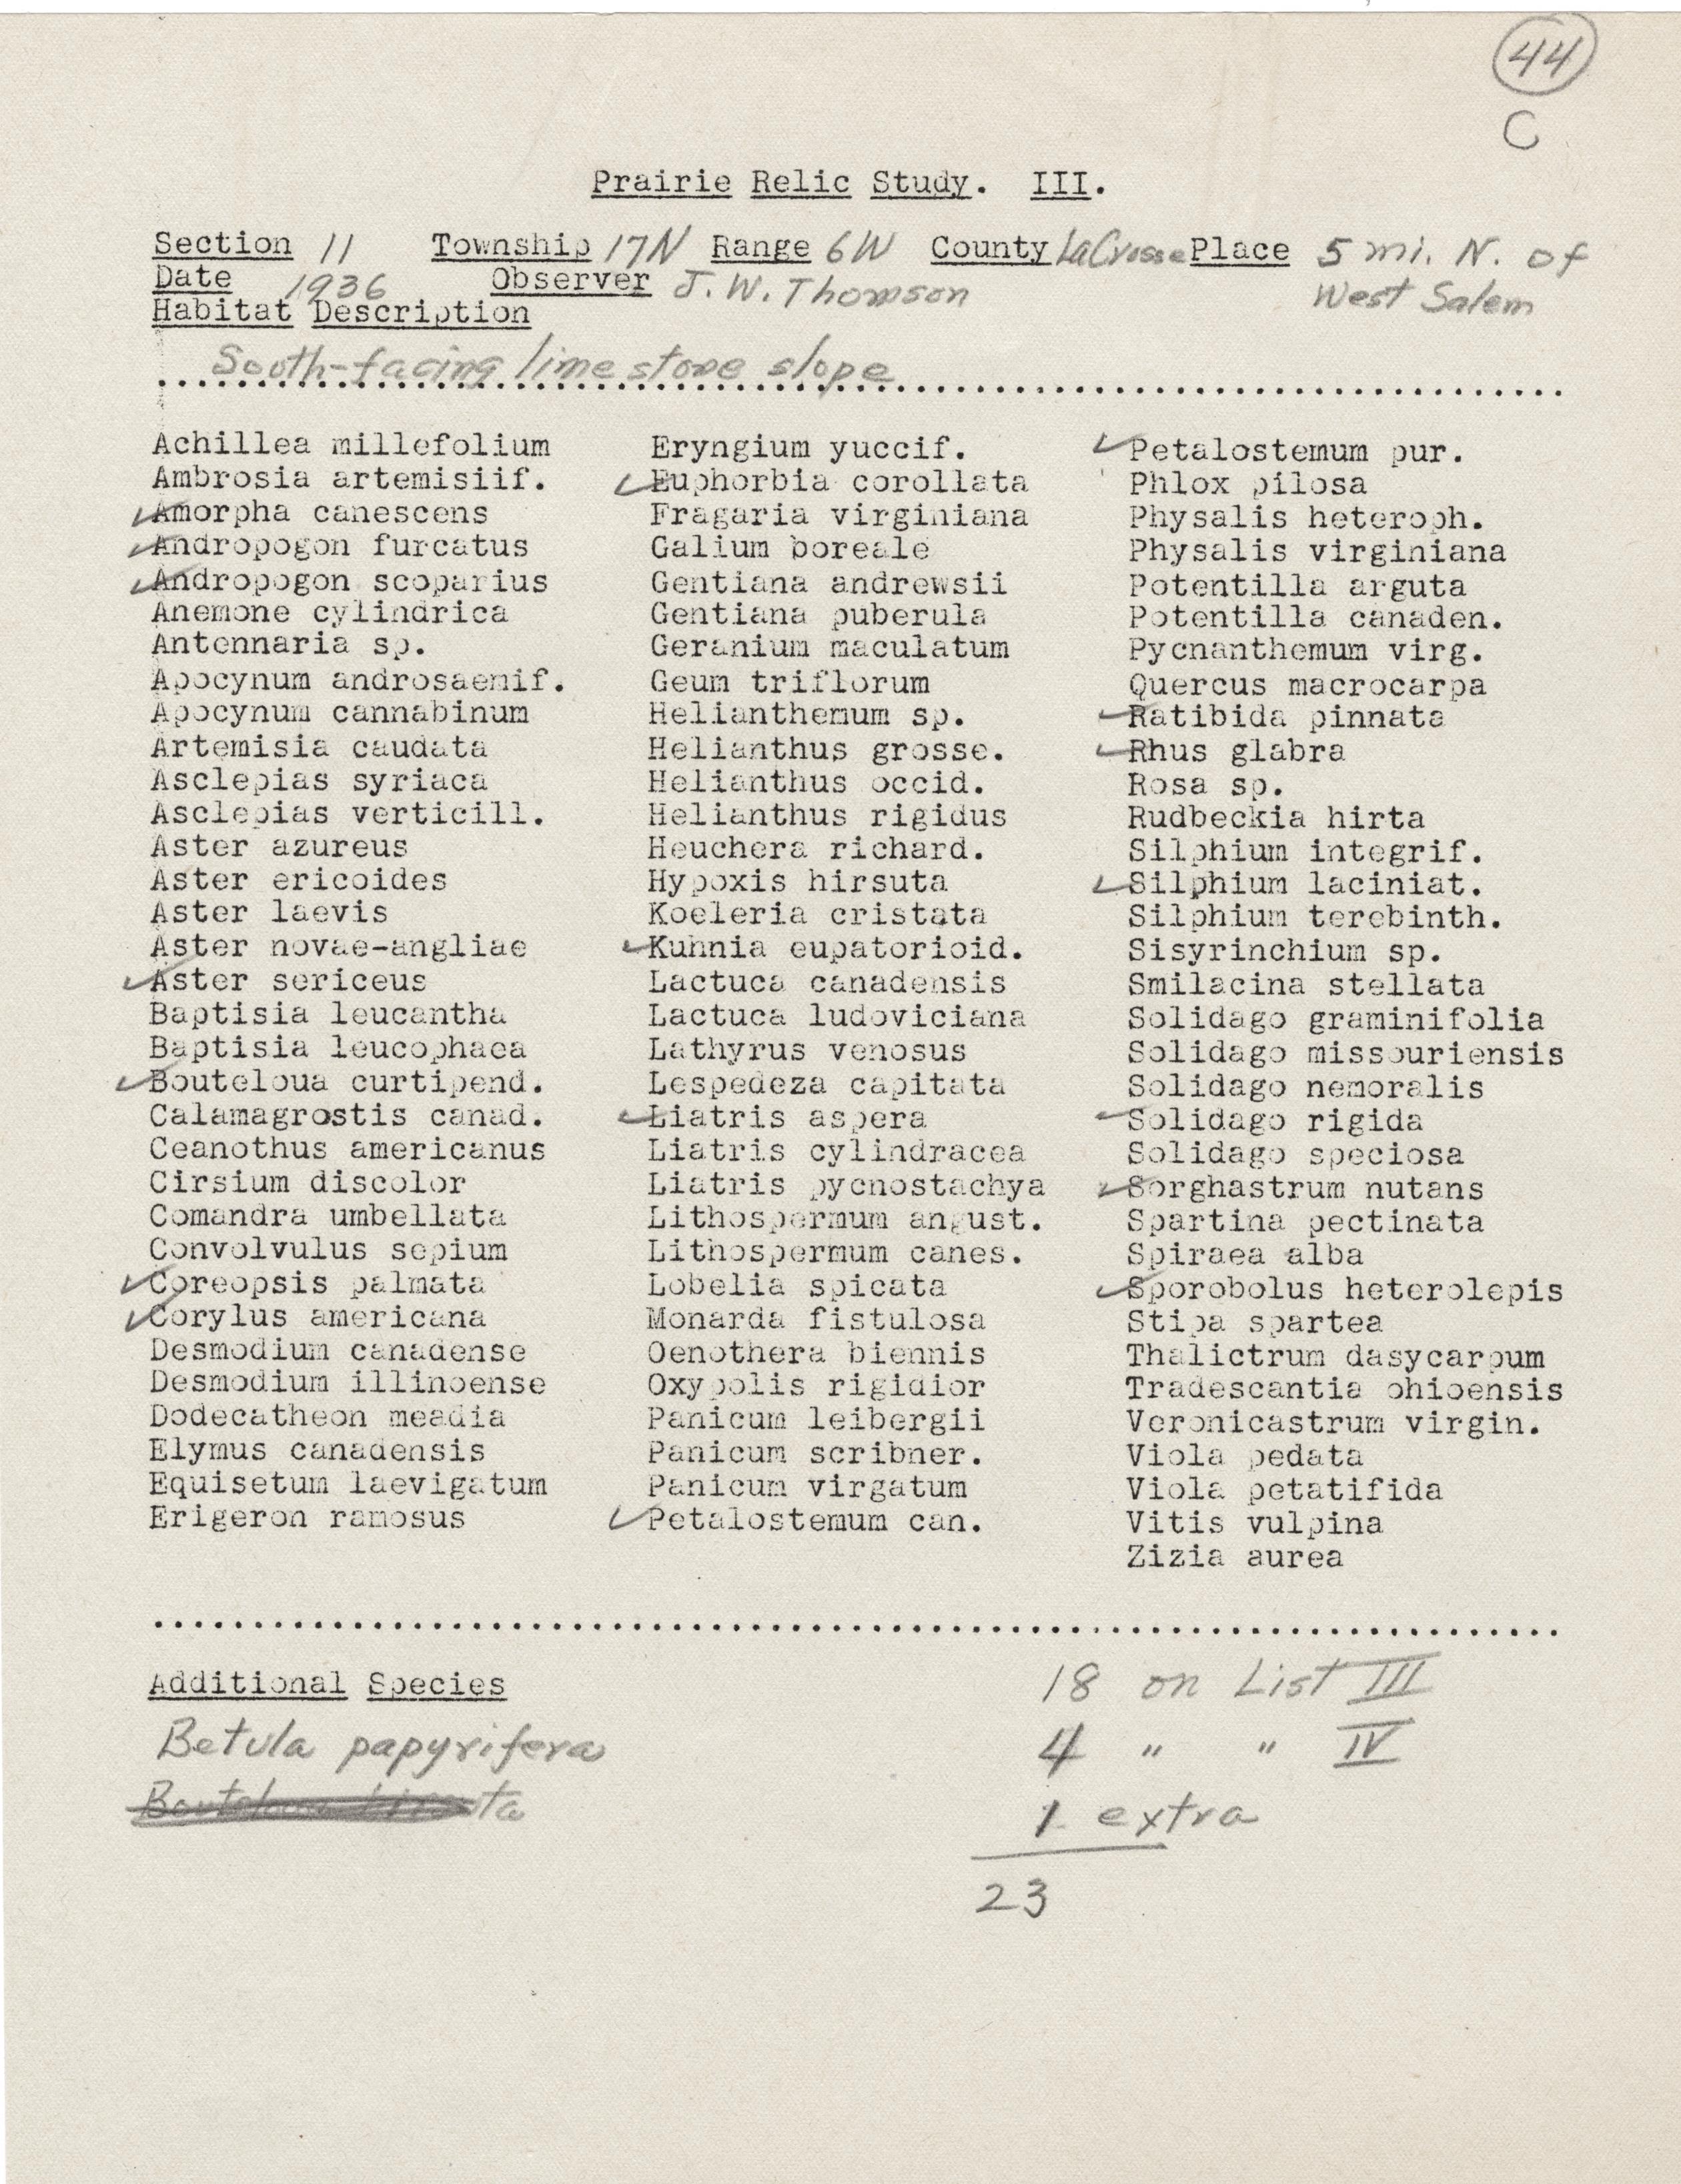 44
C
Prairie Relic Study. III.
Section 11 Township 17N Range 6W County LaCrosse Place 5 mi. N. of
Date 1936 Observer J. W. Thomson West Salem
Habitat Description
South-facing limestone slope
Achillea millefolium
Ambrosia artemisiif.
✓Amorpha canescens
✓Andropogon furcatus
✓Andropogon scoparius
Anemone cylindrica
Antennaria sp.
Apocynum androsaemif.
Apocynum cannabinum
Artemisia caudata
Asclepias syriaca
Asclepias verticill.
Aster azureus
Aster ericoides
Aster laevis
Aster novae-angliae
✓Aster sericeus
Baptisia leucantha
Baptisia leucophaea
✓Bouteloua curtipend.
Calamagrostis canad.
Ceanothus americanus
Cirsium discolor
Comandra umbellata
Convolvulus sepium
✓Coreopsis palmata
✓Corylus americana
Desmodium canadense
Desmodium illinoense
Dodecatheon meadia
Elymus canadensis
Equisetum laevigatum
Erigeron ramosus
Eryngium yuccif.
✓Euphorbia corollata
Fragaria virginiana
Galium boreale
Gentiana andrewsii
Gentiana puberula
Geranium maculatum
Geum triflorum
Helianthemum sp.
Helianthus grosse.
Helianthus occid.
Helianthus rigidus
Heuchera richard.
Hypoxis hirsuta
Koeleria cristata
✓Kuhnia eupatorioid.
Lactuca canadensis
Lactuca ludoviciana
Lathyrus venosus
Lespedeza capitata
✓Liatris aspera
Liatris cylindracea
Liatris pycnostachya
Lithospermum angust.
Lithospermum canes.
Lobelia spicata
Monarda fistulosa
Oenothera biennis
Oxypolis rigidior
Panicum leibergii
Panicum scribner.
Panicum virgatum
✓Petalostemum can.
✓Petalostemum pur.
Phlox pilosa
Physalis heteroph.
Physalis virginiana
Potentilla arguta
Potentilla canaden.
Pycnanthemum virg.
Quercus macrocarpa
✓Ratibida pinnata
✓Rhus glabra
Rosa sp.
Rudbeckia hirta
Silphium integrif.
✓Silphium laciniat.
Silphium terebinth.
Sisyrinchium sp.
Smilacina stellata
Solidago graminifolia
Solidago missouriensis
Solidago nemoralis
✓Solidago rigida
Solidago speciosa
✓Sorghastrum nutans
Spartina pectinata
Spiraea alba
✓Sporobolus heterolepis
Stipa spartea
Thalictrum dasycarpum
Tradescantia ohioensis
Veronicastrum virgin.
Viola pedata
Viola petatifida
Vitis vulpina
Zizia aurea
Additional Species
Betula papyrifera
18 on List III
4 " " IV
1 extra
23